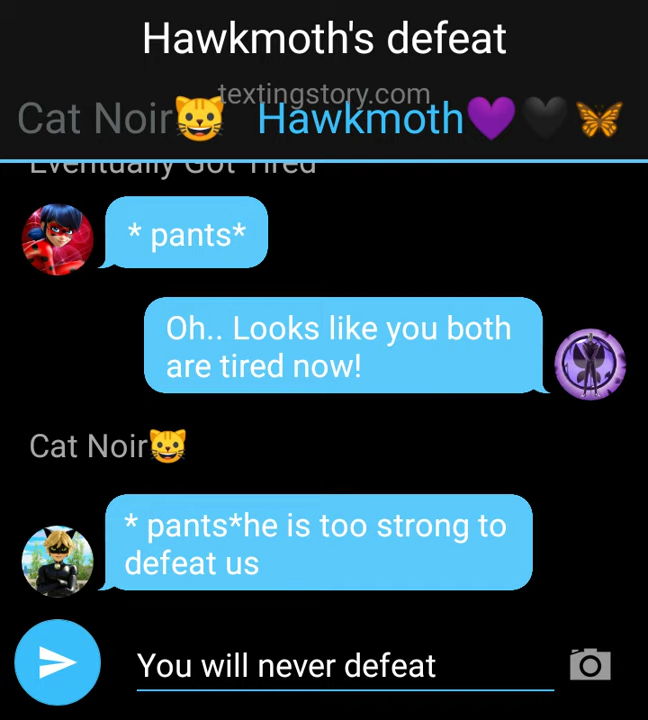 Hawkmoth's defeat
textingstory.com
Cat Noir😺 Hawkmoth💜🖤🦋
Eventually Got Tired
* pants*
Oh.. Looks like you both
are tired now!
Cat Noir😺
* pants*he is too strong to
defeat us
You will never defeat